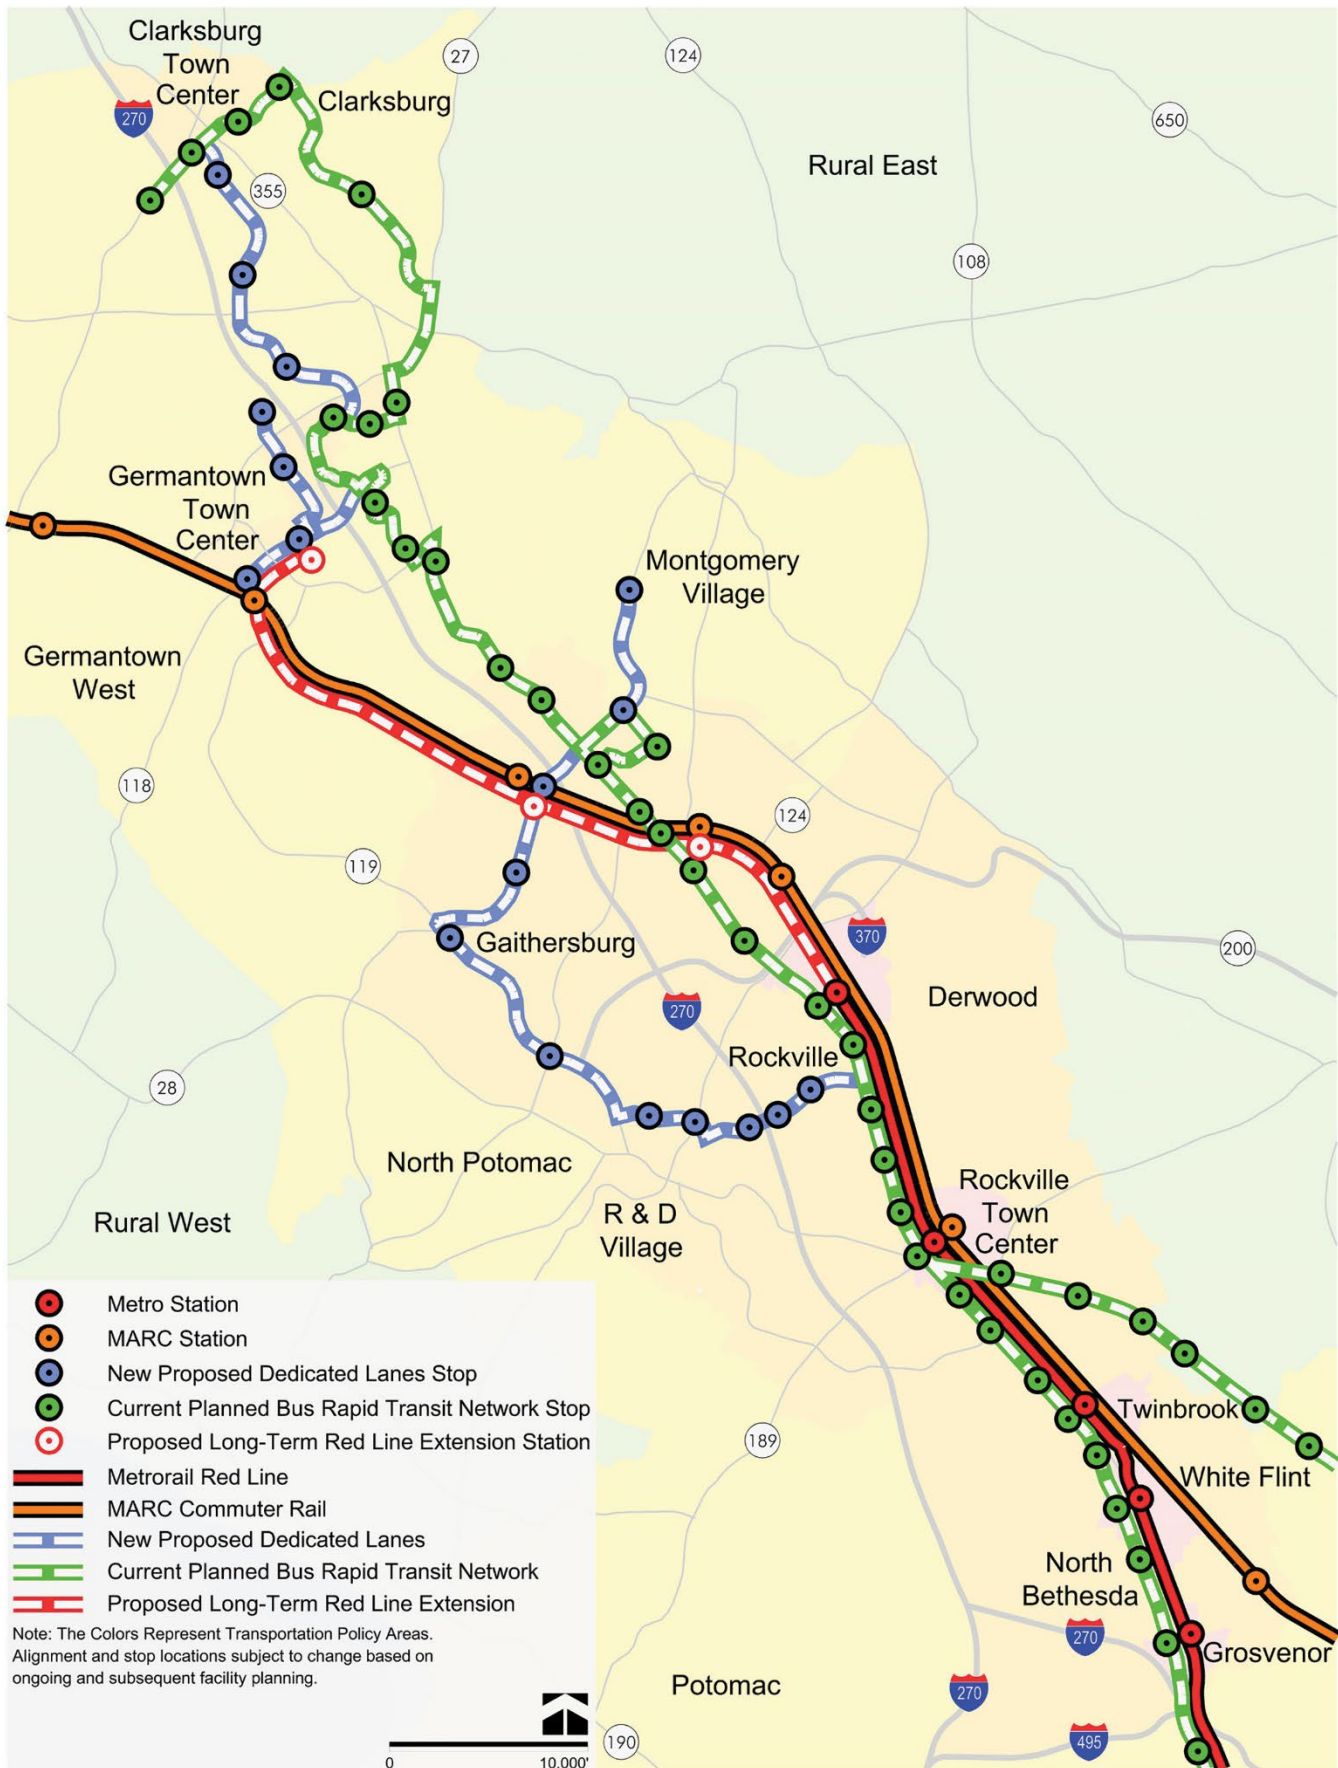 Clarksburg
Town
Center
Clarksburg
27
124
650
270
Rural East
355
108
Germantown
Town
Center
Montgomery
Village
Germantown
West
118
124
119
370
Gaithersburg
200
Derwood
270
Rockville
28
North Potomac
Rockville
Town
Center
R & D
Village
Rural West
Twinbrook
189
White Flint
North
Bethesda
270
Grosvenor
Potomac
270
190
495
Metro Station
MARC Station
New Proposed Dedicated Lanes Stop
Current Planned Bus Rapid Transit Network Stop
Proposed Long-Term Red Line Extension Station
Metrorail Red Line
MARC Commuter Rail
New Proposed Dedicated Lanes
Current Planned Bus Rapid Transit Network
Proposed Long-Term Red Line Extension
Note: The Colors Represent Transportation Policy Areas.
Alignment and stop locations subject to change based on
ongoing and subsequent facility planning.
0 10,000'